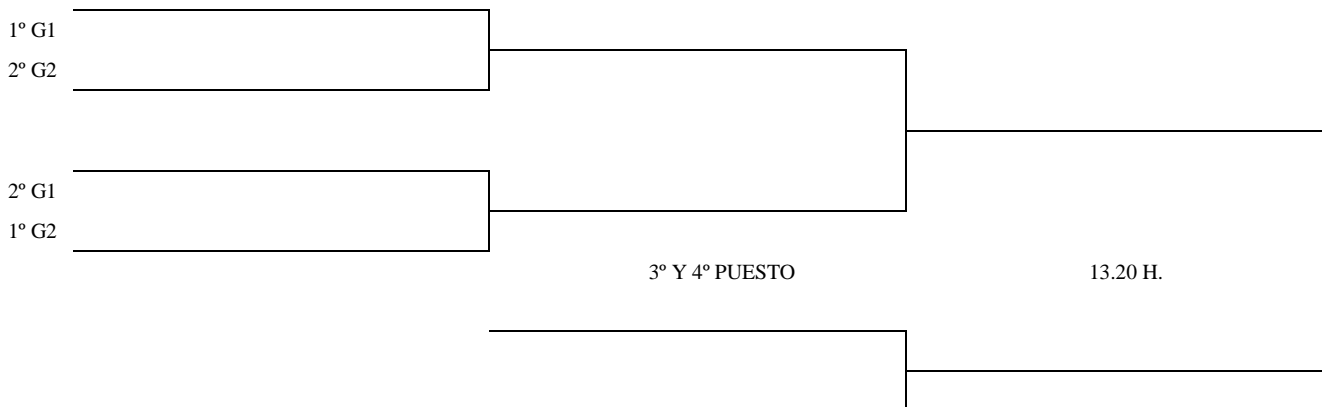 1º G1
2º G2
2º G1
1º G2
3º Y 4º PUESTO 13.20 H.